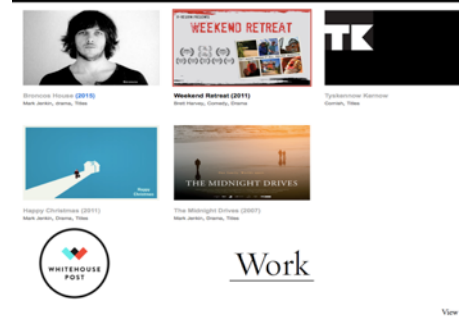 WEEKEND RETREAT
TK
Broncos House (2015)
Mark Jenkin, Drama, Titles
Weekend Retreat (2011)
Brett Harvey, Comedy, Drama
Tyskennow Kernow
Cornish, Titles
Happy Christmas
THE MIDNIGHT DRIVES
Happy Christmas (2011)
Mark Jenkin, Drama, Titles
The Midnight Drives (2007)
Mark Jenkin, Drama, Titles
WHITEHOUSE
POST
Work
View